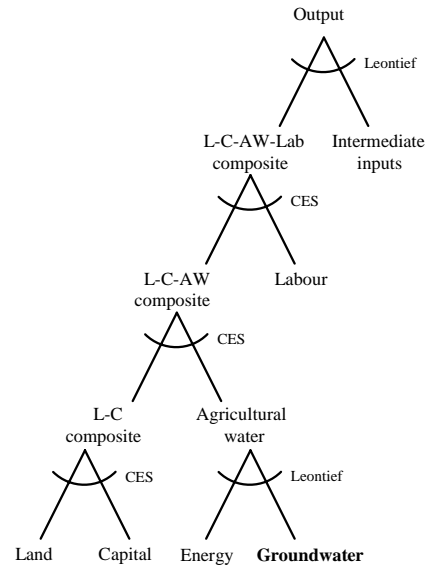 Output
Leontief
L-C-AW-Lab
composite
Intermediate
inputs
CES
L-C-AW
composite
Labour
CES
L-C
composite
Agricultural
water
CES
Leontief
Land
Capital
Energy
Groundwater